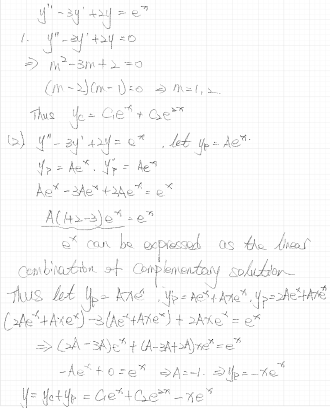 y'' - 3y' + 2y = e^x
1. y'' - 3y' + 2y = 0
⇒ m² - 3m + 2 = 0
(m - 2)(m - 1) = 0 ⇒ m = 1, 2
Thus y_c = C₁e^x + C₂e^{2x}
(2) y'' - 3y' + 2y = e^x, let y_p = Ae^x.
y_p' = Ae^x, y_p'' = Ae^x
Ae^x - 3Ae^x + 2Ae^x = e^x
A(1+2-3)e^x = e^x
e^x can be expressed as the linear
combination of complementary solution
Thus let y_p = Axe^x, y_p' = Ae^x + Axe^x, y_p'' = 2Ae^x + Axe^x
(2Ae^x + Axe^x) - 3(Ae^x + Axe^x) + 2Axe^x = e^x
⇒ (2A - 3A)e^x + (A - 3A + 2A)xe^x = e^x
-Ae^x + 0 = e^x ⇒ A = -1. ⇒ y_p = -xe^x
y = y_c + y_p = C₁e^x + C₂e^{2x} - xe^x